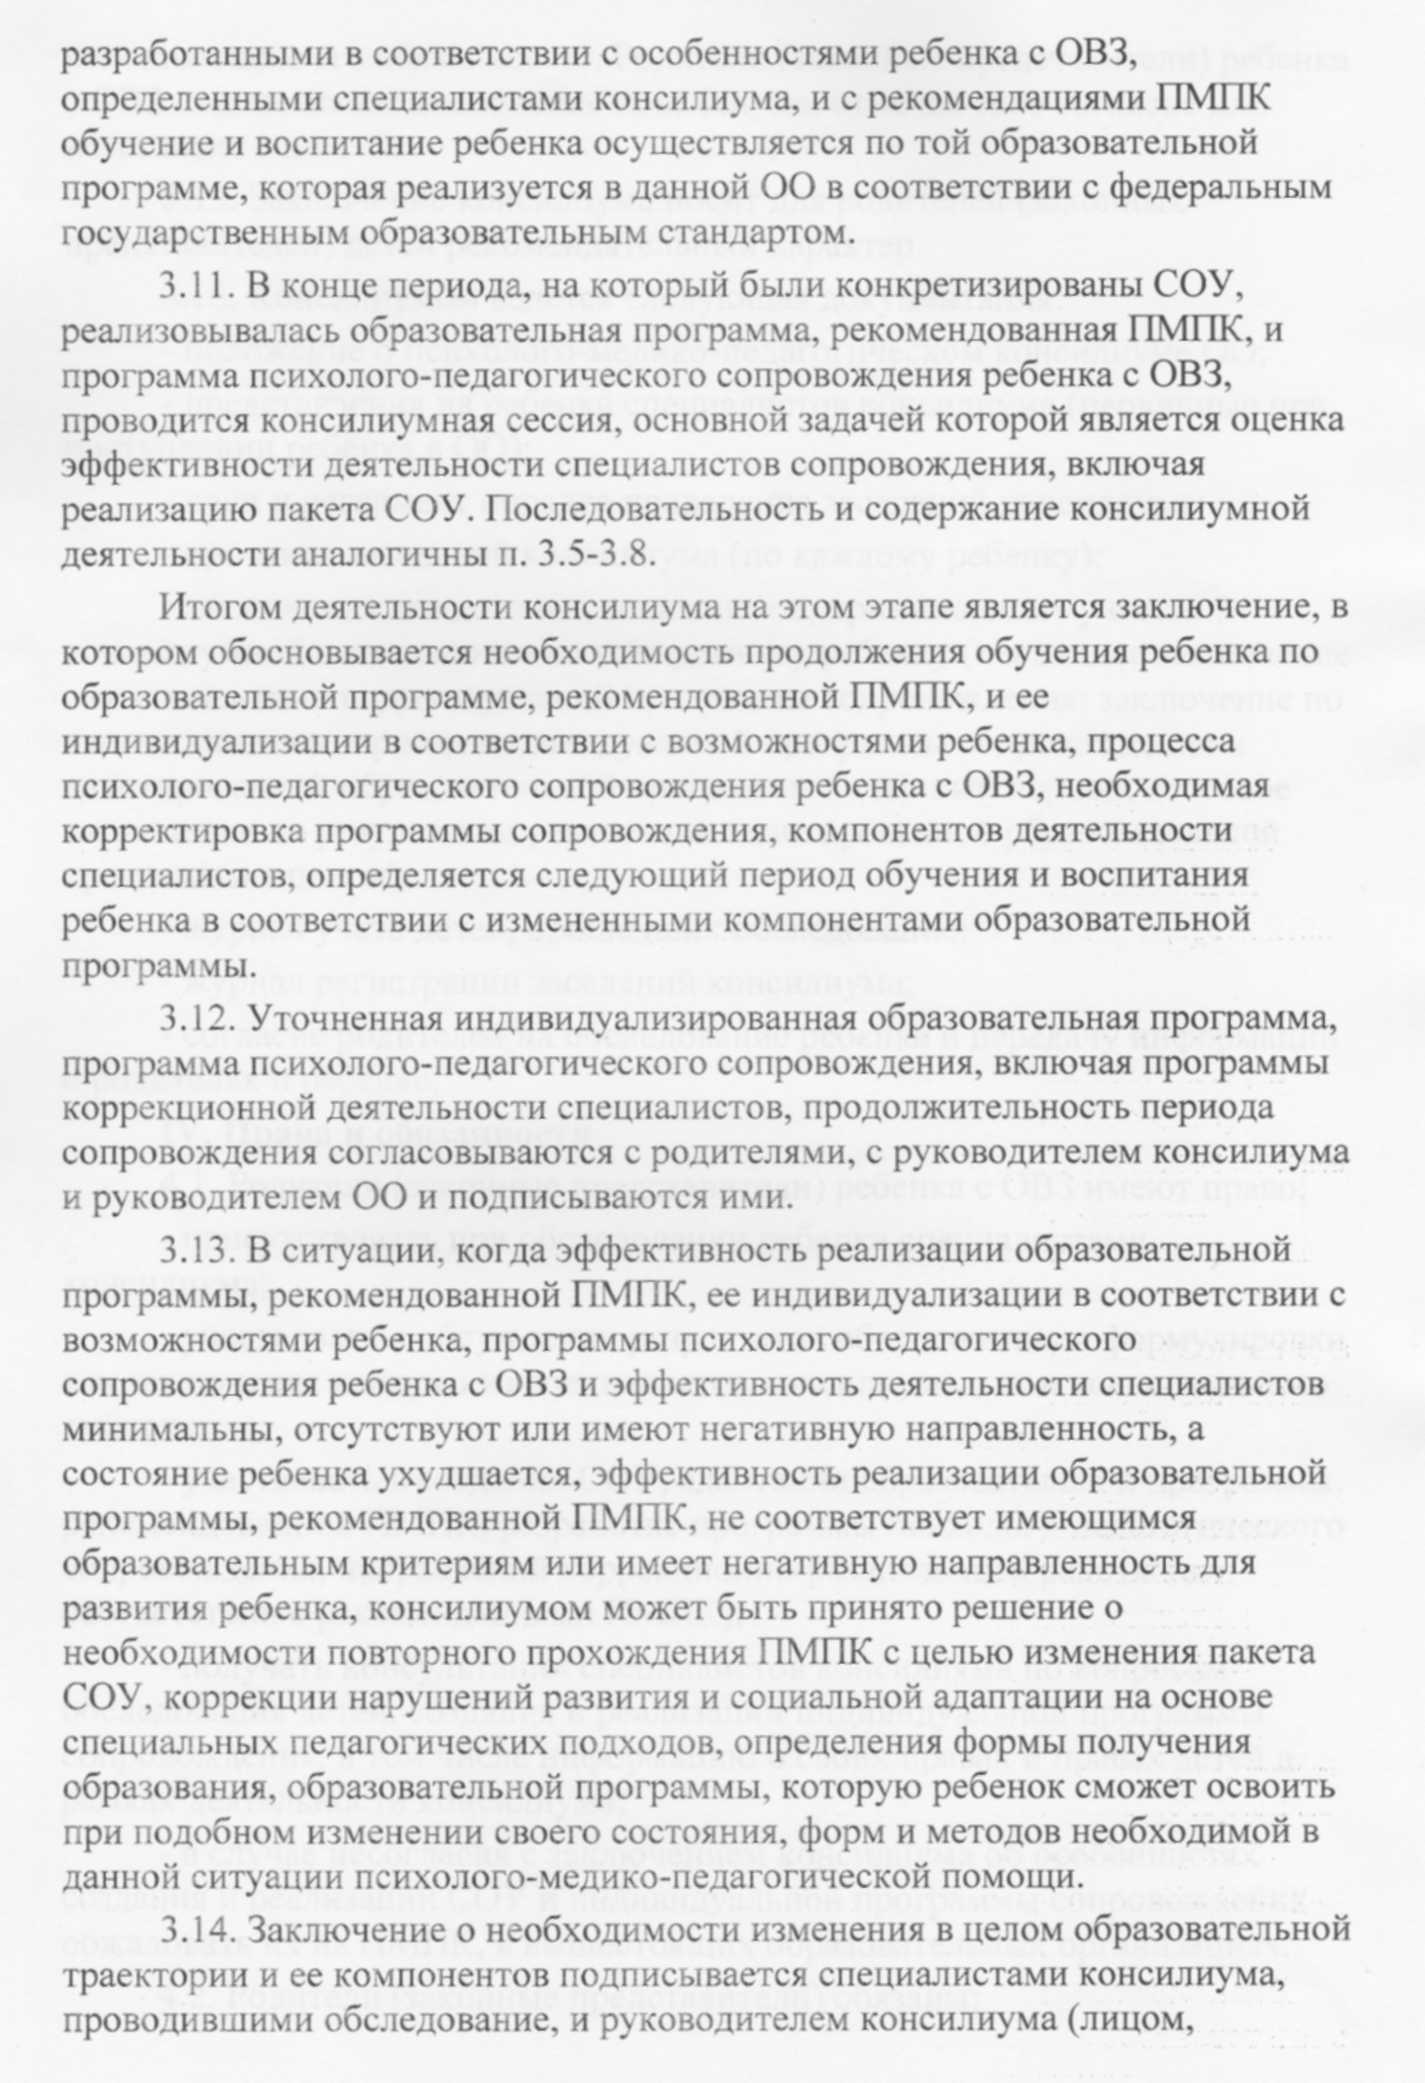 разработанными в соответствии с особенностями ребенка с ОВЗ,
определенными специалистами консилиума, и с рекомендациями ПМПК
обучение и воспитание ребенка осуществляется по той образовательной
программе, которая реализуется в данной ОО в соответствии с федеральным
государственным образовательным стандартом.
3.11. В конце периода, на который были конкретизированы СОУ,
реализовывалась образовательная программа, рекомендованная ПМПК, и
программа психолого-педагогического сопровождения ребенка с ОВЗ,
проводится консилиумная сессия, основной задачей которой является оценка
эффективности деятельности специалистов сопровождения, включая
реализацию пакета СОУ. Последовательность и содержание консилиумной
деятельности аналогичны п. 3.5-3.8.
Итогом деятельности консилиума на этом этапе является заключение, в
котором обосновывается необходимость продолжения обучения ребенка по
образовательной программе, рекомендованной ПМПК, и ее
индивидуализации в соответствии с возможностями ребенка, процесса
психолого-педагогического сопровождения ребенка с ОВЗ, необходимая
корректировка программы сопровождения, компонентов деятельности
специалистов, определяется следующий период обучения и воспитания
ребенка в соответствии с измененными компонентами образовательной
программы.
3.12. Уточненная индивидуализированная образовательная программа,
программа психолого-педагогического сопровождения, включая программы
коррекционной деятельности специалистов, продолжительность периода
сопровождения согласовываются с родителями, с руководителем консилиума
и руководителем ОО и подписываются ими.
3.13. В ситуации, когда эффективность реализации образовательной
программы, рекомендованной ПМПК, ее индивидуализации в соответствии с
возможностями ребенка, программы психолого-педагогического
сопровождения ребенка с ОВЗ и эффективность деятельности специалистов
минимальны, отсутствуют или имеют негативную направленность, а
состояние ребенка ухудшается, эффективность реализации образовательной
программы, рекомендованной ПМПК, не соответствует имеющимся
образовательным критериям или имеет негативную направленность для
развития ребенка, консилиумом может быть принято решение о
необходимости повторного прохождения ПМПК с целью изменения пакета
СОУ, коррекции нарушений развития и социальной адаптации на основе
специальных педагогических подходов, определения формы получения
образования, образовательной программы, которую ребенок сможет освоить
при подобном изменении своего состояния, форм и методов необходимой в
данной ситуации психолого-медико-педагогической помощи.
3.14. Заключение о необходимости изменения в целом образовательной
траектории и ее компонентов подписывается специалистами консилиума,
проводившими обследование, и руководителем консилиума (лицом,